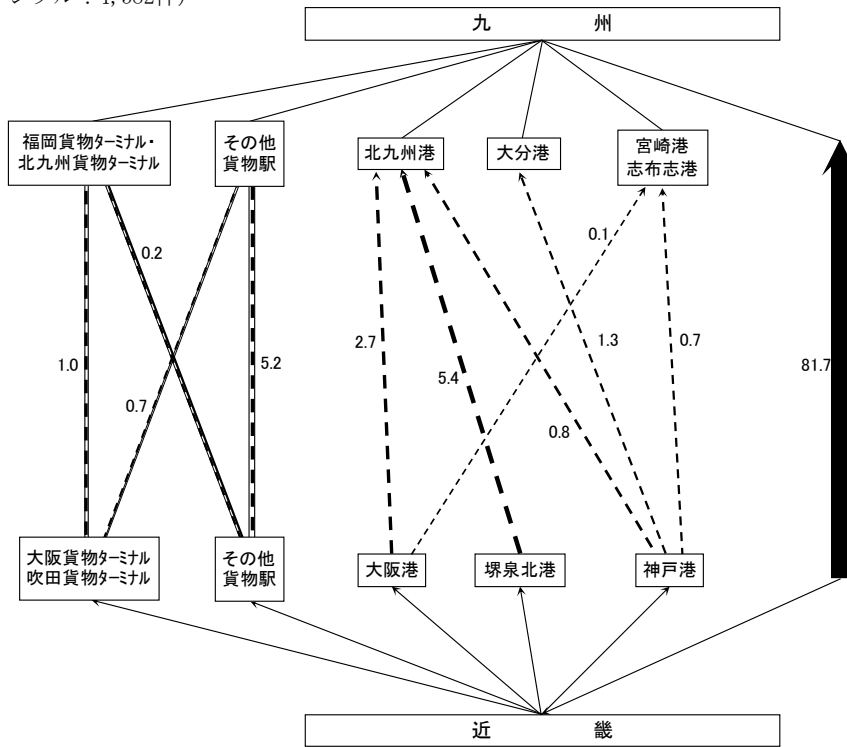 九 州
福岡貨物ターミナル・
北九州貨物ターミナル
その他
貨物駅
北九州港
大分港
宮崎港
志布志港
0.1
0.2
2.7
1.3
0.7
1.0
5.2
5.4
81.7
0.7
0.8
大阪貨物ターミナル
吹田貨物ターミナル
その他
貨物駅
大阪港
堺泉北港
神戸港
近 畿